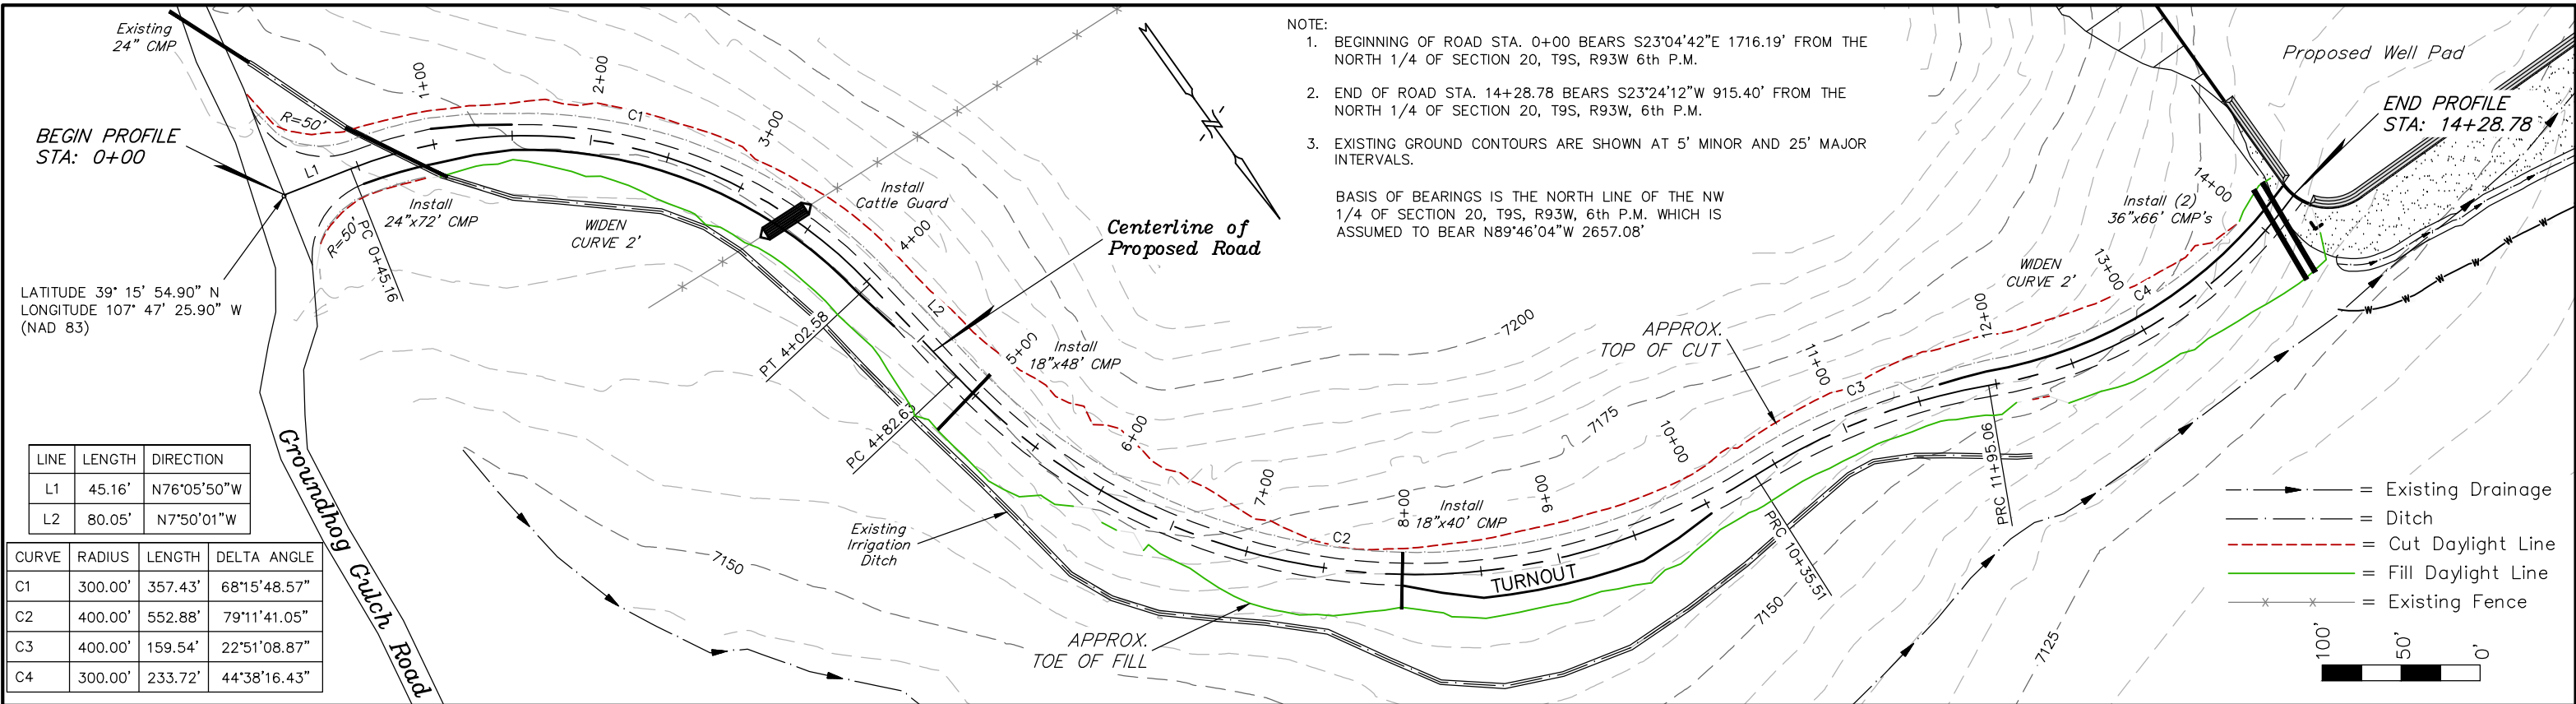 Existing
24" CMP
BEGIN PROFILE
STA: 0+00
R=50'
L1
R=50'
PC 0+45.16
LATITUDE 39° 15' 54.90" N
LONGITUDE 107° 47' 25.90" W
(NAD 83)
1+00
2+00
C1
3+00
Install
24"x72' CMP
WIDEN
CURVE 2'
Install
Cattle Guard
4+00
Centerline of
Proposed Road
L2
PT 4+02.58
5+00
Install
18"x48' CMP
PC 4+82.63
6+00
7+00
C2
8+00
Install
18"x40' CMP
9+00
TURNOUT
10+00
PRC 10+35.51
11+00
C3
12+00
PRC 11+95.06
13+00
C4
14+00
WIDEN
CURVE 2'
Install (2)
36"x66' CMP's
Existing
Irrigation
Ditch
APPROX.
TOE OF FILL
APPROX.
TOP OF CUT
7200
7175
7150
7150
7125
Groundhog Gulch Road
NOTE:
1. BEGINNING OF ROAD STA. 0+00 BEARS S23°04'42"E 1716.19' FROM THE
NORTH 1/4 OF SECTION 20, T9S, R93W 6th P.M.
2. END OF ROAD STA. 14+28.78 BEARS S23°24'12"W 915.40' FROM THE
NORTH 1/4 OF SECTION 20, T9S, R93W, 6th P.M.
3. EXISTING GROUND CONTOURS ARE SHOWN AT 5' MINOR AND 25' MAJOR
INTERVALS.
BASIS OF BEARINGS IS THE NORTH LINE OF THE NW
1/4 OF SECTION 20, T9S, R93W, 6th P.M. WHICH IS
ASSUMED TO BEAR N89°46'04"W 2657.08'
Proposed Well Pad
END PROFILE
STA: 14+28.78
W W W W W
N
LINE LENGTH DIRECTION
L1 45.16' N76°05'50"W
L2 80.05' N7°50'01"W
CURVE RADIUS LENGTH DELTA ANGLE
C1 300.00' 357.43' 68°15'48.57"
C2 400.00' 552.88' 79°11'41.05"
C3 400.00' 159.54' 22°51'08.87"
C4 300.00' 233.72' 44°38'16.43"
= Existing Drainage
= Ditch
= Cut Daylight Line
= Fill Daylight Line
= Existing Fence
100' 50' 0'